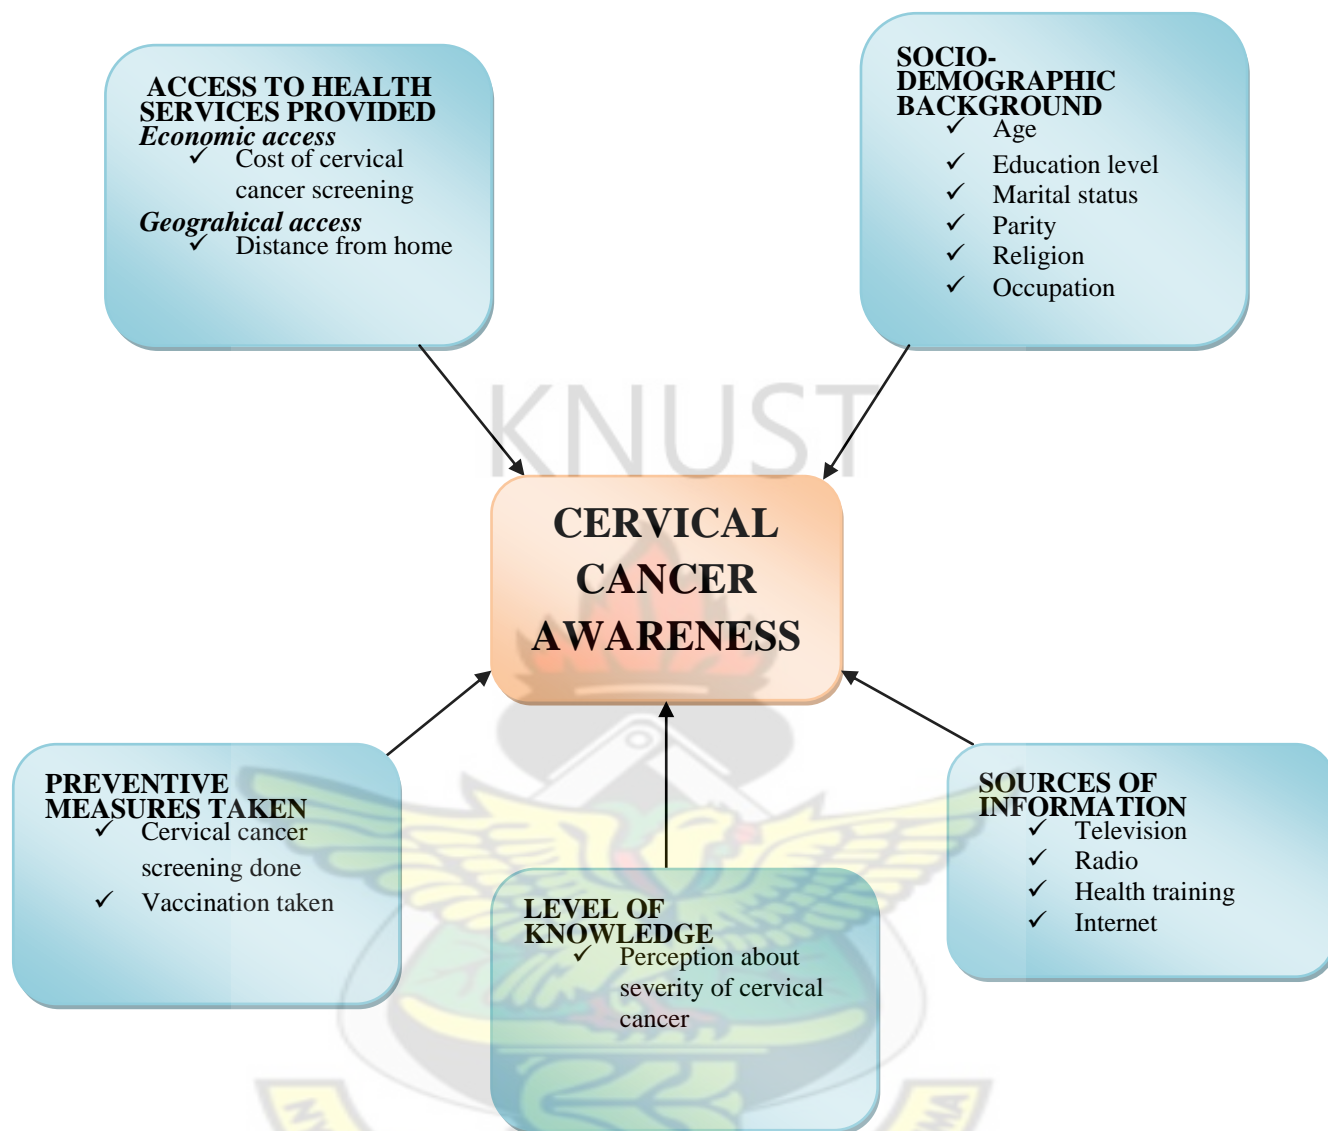 ACCESS TO HEALTH
SERVICES PROVIDED
Economic access
✓ Cost of cervical
cancer screening
Geograhical access
✓ Distance from home
SOCIO-
DEMOGRAPHIC
BACKGROUND
✓ Age
✓ Education level
✓ Marital status
✓ Parity
✓ Religion
✓ Occupation
KNUST
CERVICAL
CANCER
AWARENESS
PREVENTIVE
MEASURES TAKEN
✓ Cervical cancer
screening done
✓ Vaccination taken
LEVEL OF
KNOWLEDGE
✓ Perception about
severity of cervical
cancer
SOURCES OF
INFORMATION
✓ Television
✓ Radio
✓ Health training
✓ Internet